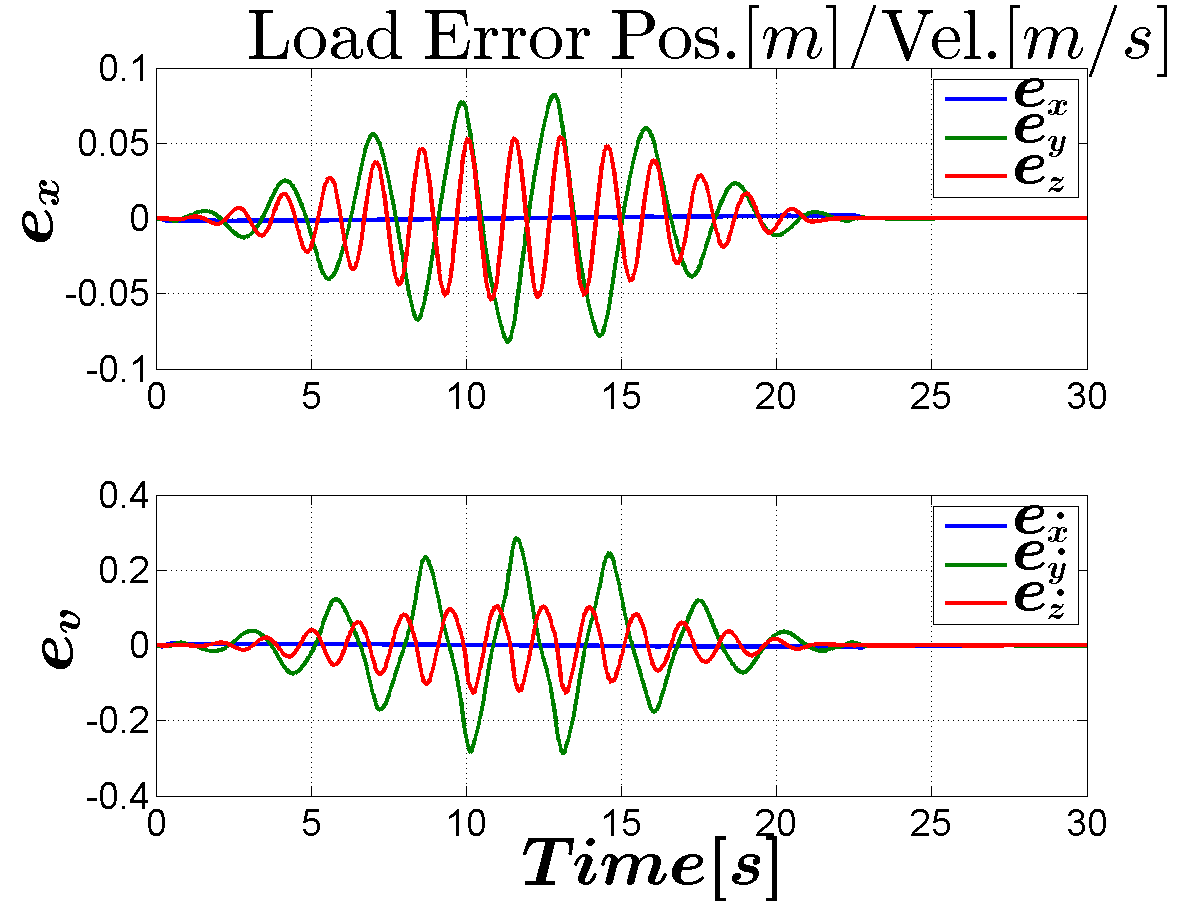 Load Error Pos.[m]/Vel.[m/s]
0.1
0.05
0
-0.05
-0.1
e_x
e_x
e_y
e_z
0 5 10 15 20 25 30
0.4
0.2
0
-0.2
-0.4
e_v
e_ẋ
e_ẏ
e_ż
0 5 10 15 20 25 30
Time[s]